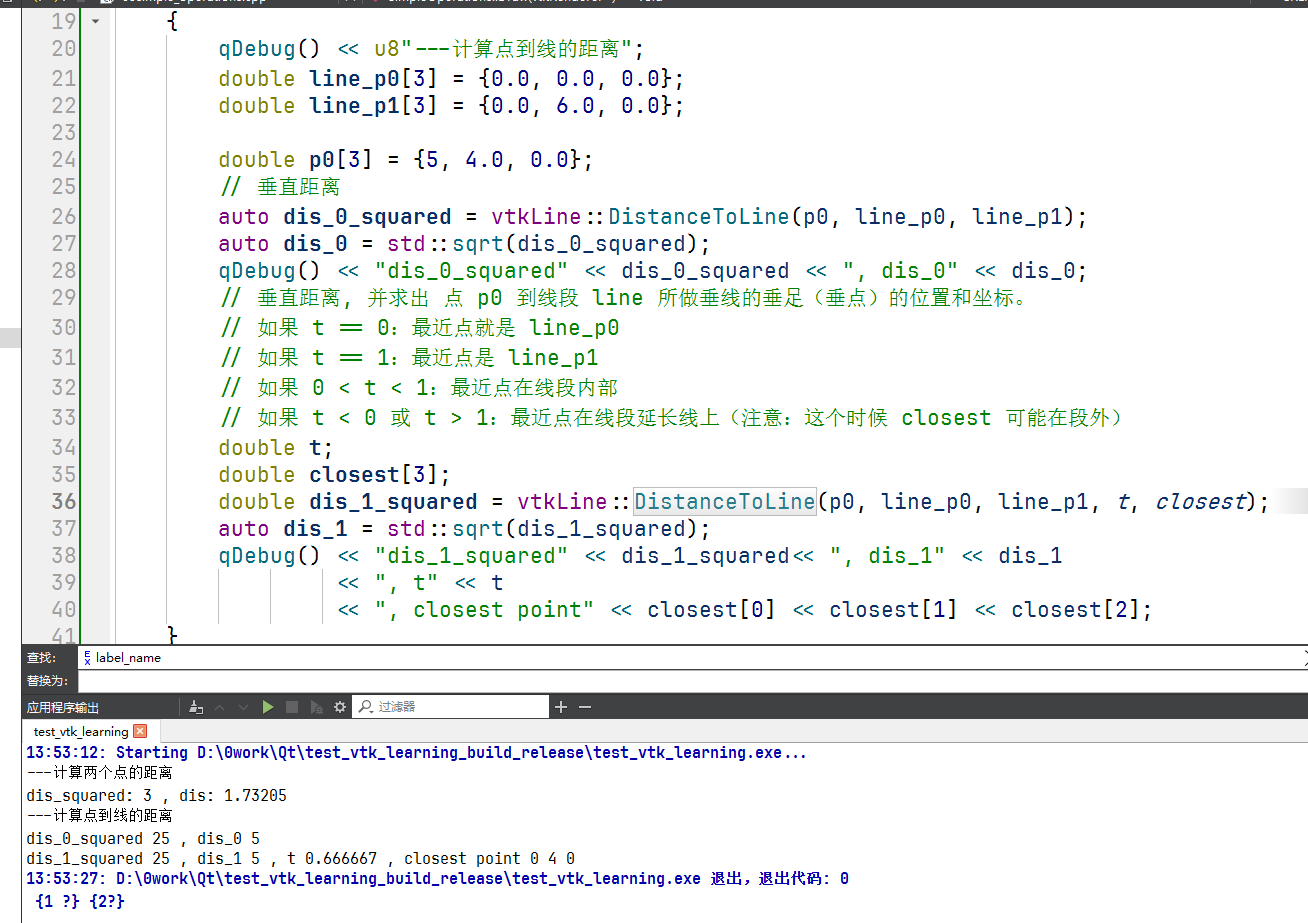 19 {
20 qDebug() << u8"---计算点到线的距离";
21 double line_p0[3] = {0.0, 0.0, 0.0};
22 double line_p1[3] = {0.0, 6.0, 0.0};
23
24 double p0[3] = {5, 4.0, 0.0};
25 // 垂直距离
26 auto dis_0_squared = vtkLine::DistanceToLine(p0, line_p0, line_p1);
27 auto dis_0 = std::sqrt(dis_0_squared);
28 qDebug() << "dis_0_squared" << dis_0_squared << ", dis_0" << dis_0;
29 // 垂直距离, 并求出 点 p0 到线段 line 所做垂线的垂足（垂点）的位置和坐标。
30 // 如果 t == 0：最近点就是 line_p0
31 // 如果 t == 1：最近点是 line_p1
32 // 如果 0 < t < 1：最近点在线段内部
33 // 如果 t < 0 或 t > 1：最近点在线段延长线上（注意：这个时候 closest 可能在段外）
34 double t;
35 double closest[3];
36 double dis_1_squared = vtkLine::DistanceToLine(p0, line_p0, line_p1, t, closest);
37 auto dis_1 = std::sqrt(dis_1_squared);
38 qDebug() << "dis_1_squared" << dis_1_squared<< ", dis_1" << dis_1
39 << ", t" << t
40 << ", closest point" << closest[0] << closest[1] << closest[2];
41 }
查找: label_name
替换为:
应用程序输出 过滤器
test_vtk_learning
13:53:12: Starting D:\0work\Qt\test_vtk_learning_build_release\test_vtk_learning.exe...
---计算两个点的距离
dis_squared: 3 , dis: 1.73205
---计算点到线的距离
dis_0_squared 25 , dis_0 5
dis_1_squared 25 , dis_1 5 , t 0.666667 , closest point 0 4 0
13:53:27: D:\0work\Qt\test_vtk_learning_build_release\test_vtk_learning.exe 退出，退出代码: 0
{1 ?} {2?}